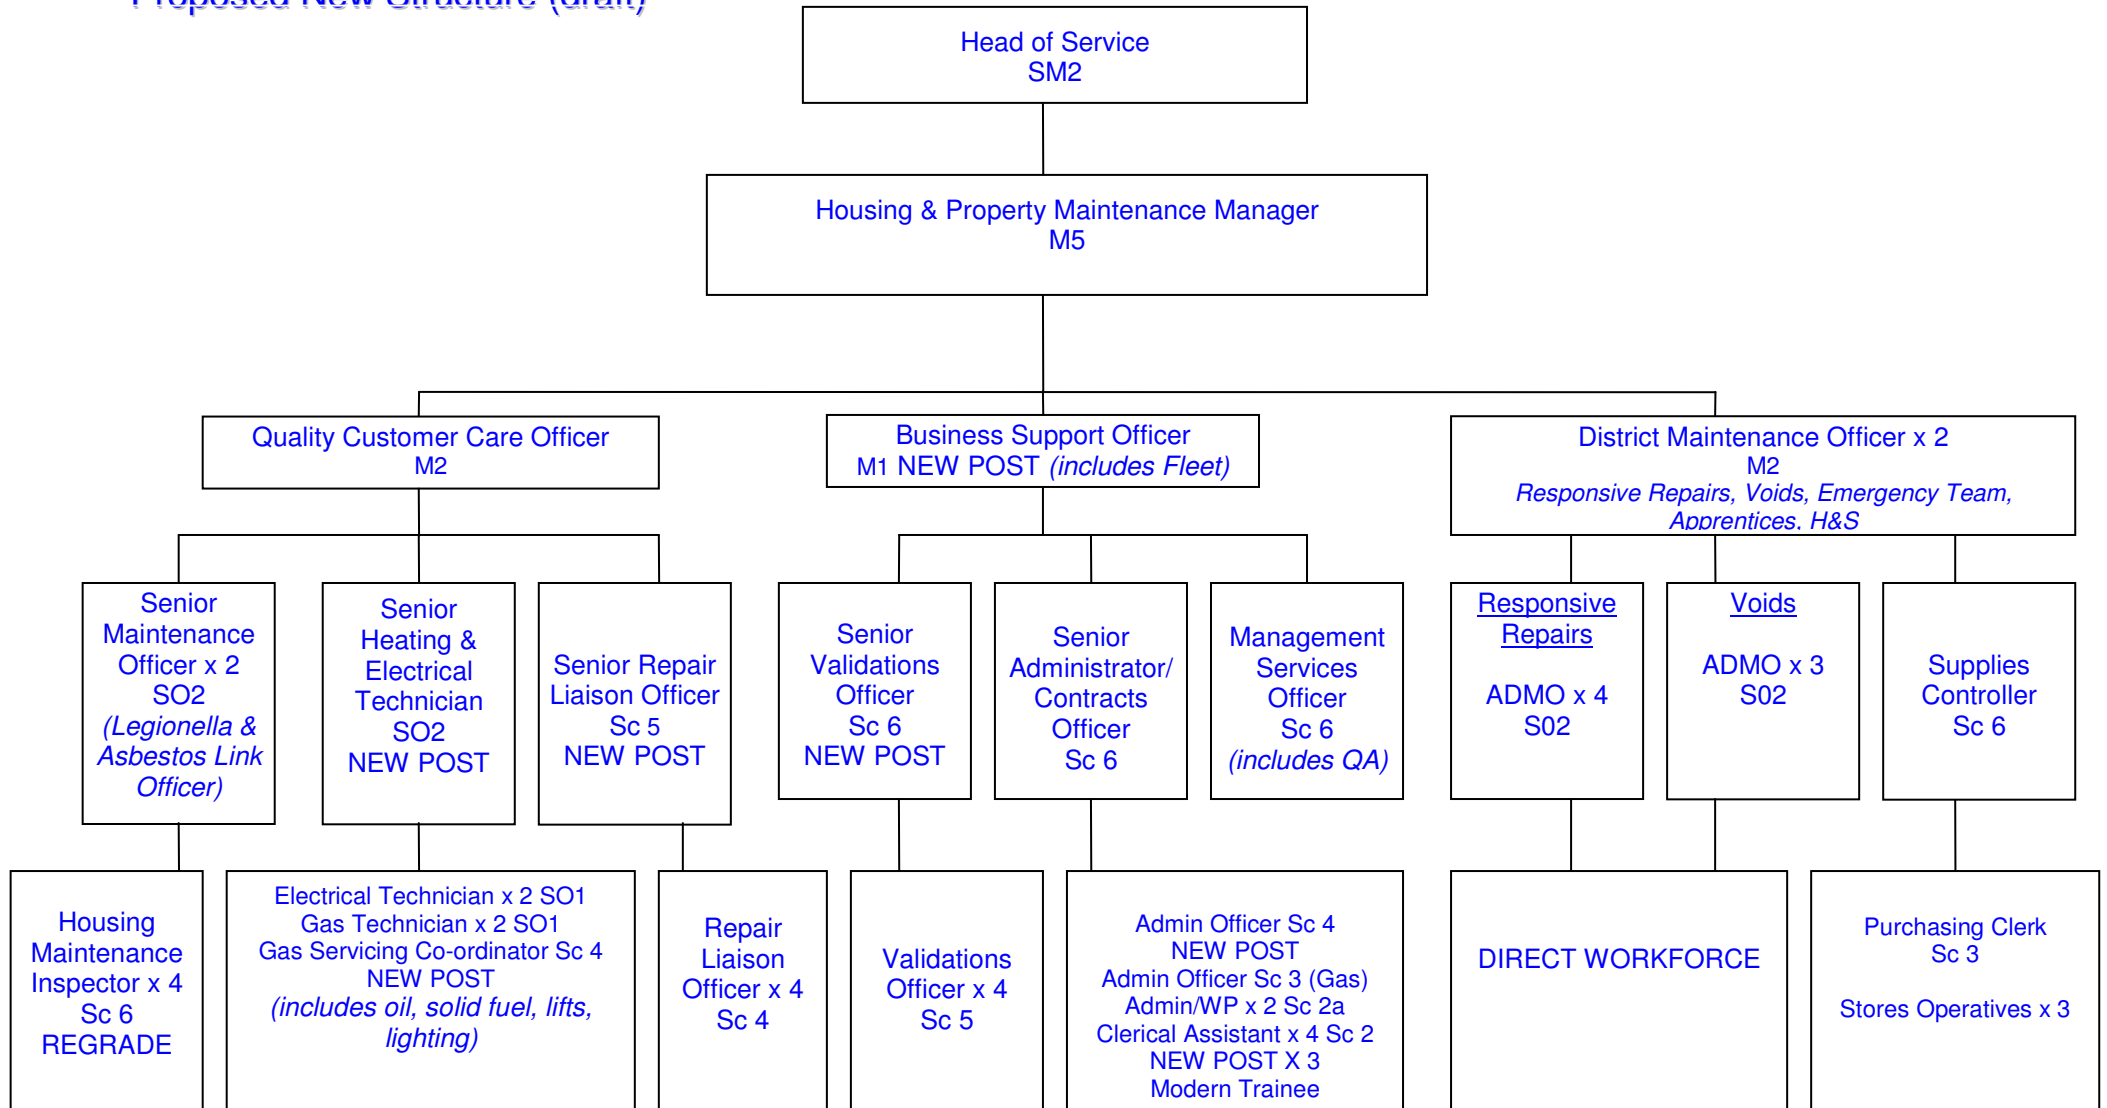 Proposed New Structure (draft)
Head of Service
SM2
Housing & Property Maintenance Manager
M5
Quality Customer Care Officer
M2
Business Support Officer
M1 NEW POST (includes Fleet)
District Maintenance Officer x 2
M2
Responsive Repairs, Voids, Emergency Team,
Apprentices, H&S
Senior
Maintenance
Officer x 2
SO2
(Legionella &
Asbestos Link
Officer)
Senior
Heating &
Electrical
Technician
SO2
NEW POST
Senior Repair
Liaison Officer
Sc 5
NEW POST
Senior
Validations
Officer
Sc 6
NEW POST
Senior
Administrator/
Contracts
Officer
Sc 6
Management
Services
Officer
Sc 6
(includes QA)
Responsive
Repairs
ADMO x 4
S02
Voids
ADMO x 3
S02
Supplies
Controller
Sc 6
Housing
Maintenance
Inspector x 4
Sc 6
REGRADE
Electrical Technician x 2 SO1
Gas Technician x 2 SO1
Gas Servicing Co-ordinator Sc 4
NEW POST
(includes oil, solid fuel, lifts,
lighting)
Repair
Liaison
Officer x 4
Sc 4
Validations
Officer x 4
Sc 5
Admin Officer Sc 4
NEW POST
Admin Officer Sc 3 (Gas)
Admin/WP x 2 Sc 2a
Clerical Assistant x 4 Sc 2
NEW POST X 3
Modern Trainee
DIRECT WORKFORCE
Purchasing Clerk
Sc 3
Stores Operatives x 3